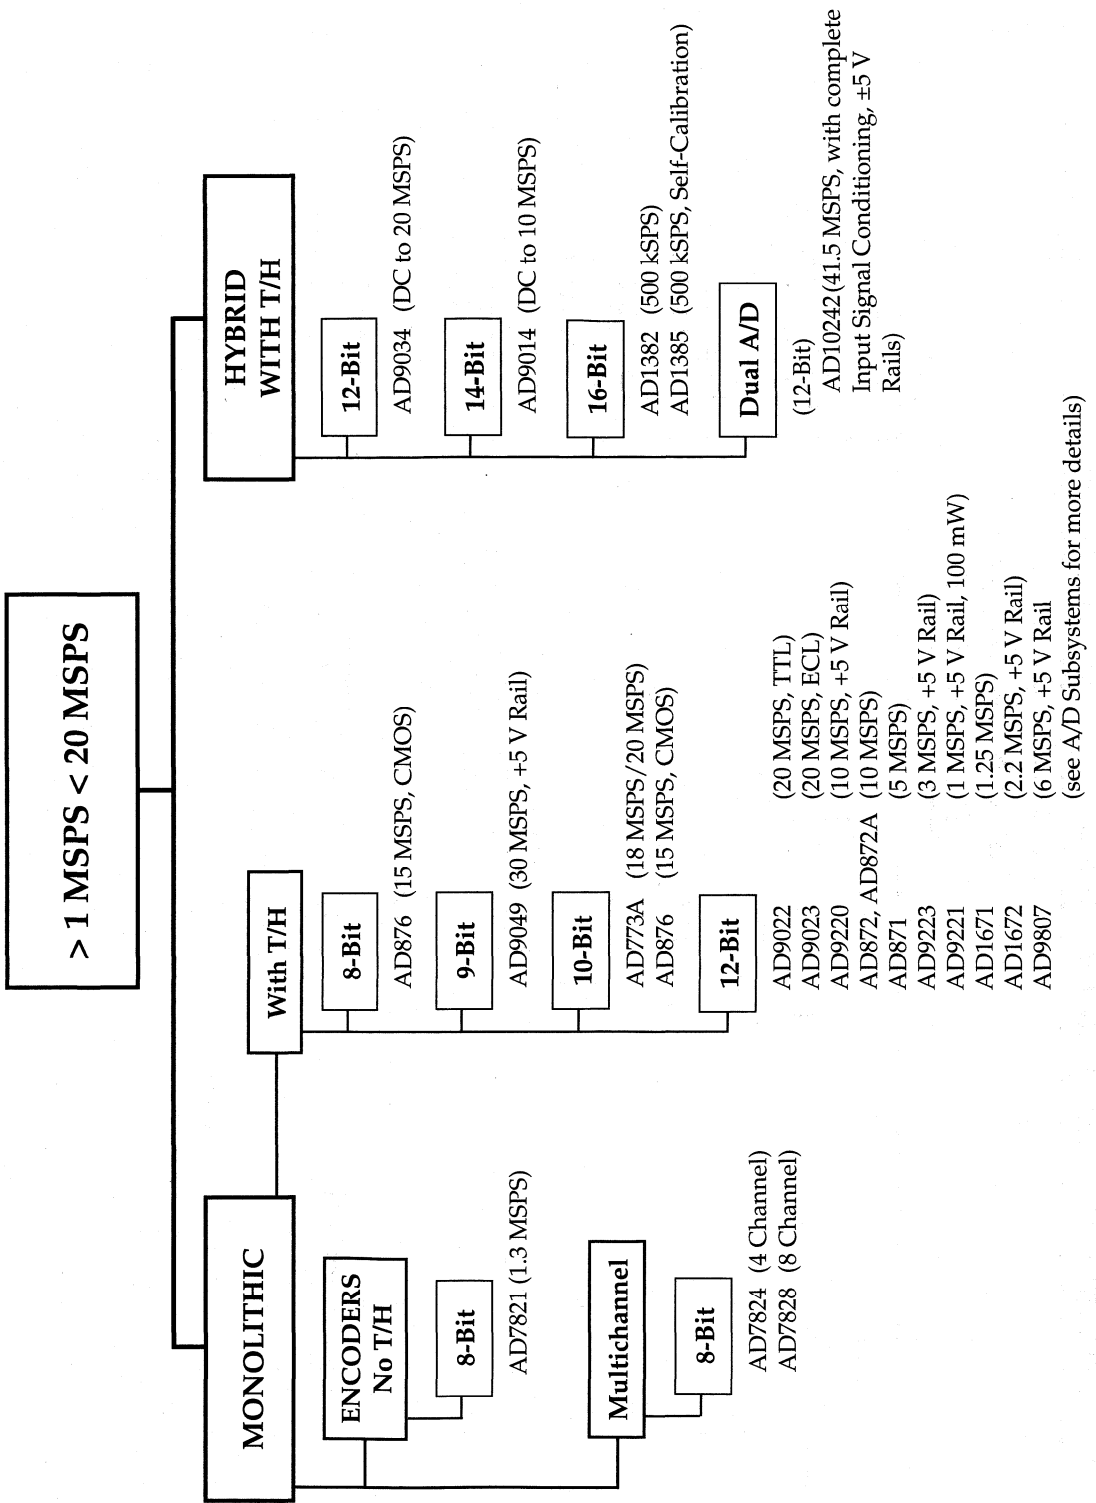 > 1 MSPS < 20 MSPS
MONOLITHIC
ENCODERS
No T/H
8-Bit
AD7821 (1.3 MSPS)
Multichannel
8-Bit
AD7824 (4 Channel)
AD7828 (8 Channel)
With T/H
8-Bit
AD876 (15 MSPS, CMOS)
9-Bit
AD9049 (30 MSPS, +5 V Rail)
10-Bit
AD773A (18 MSPS/20 MSPS)
AD876 (15 MSPS, CMOS)
12-Bit
AD9022 (20 MSPS, TTL)
AD9023 (20 MSPS, ECL)
AD9220 (10 MSPS, +5 V Rail)
AD872, AD872A (10 MSPS)
AD871 (5 MSPS)
AD9223 (3 MSPS, +5 V Rail)
AD9221 (1 MSPS, +5 V Rail, 100 mW)
AD1671 (1.25 MSPS)
AD1672 (2.2 MSPS, +5 V Rail)
AD9807 (6 MSPS, +5 V Rail
(see A/D Subsystems for more details)
HYBRID
WITH T/H
12-Bit
AD9034 (DC to 20 MSPS)
14-Bit
AD9014 (DC to 10 MSPS)
16-Bit
AD1382 (500 kSPS)
AD1385 (500 kSPS, Self-Calibration)
Dual A/D
(12-Bit)
AD10242 (41.5 MSPS, with complete
Input Signal Conditioning, ±5 V
Rails)